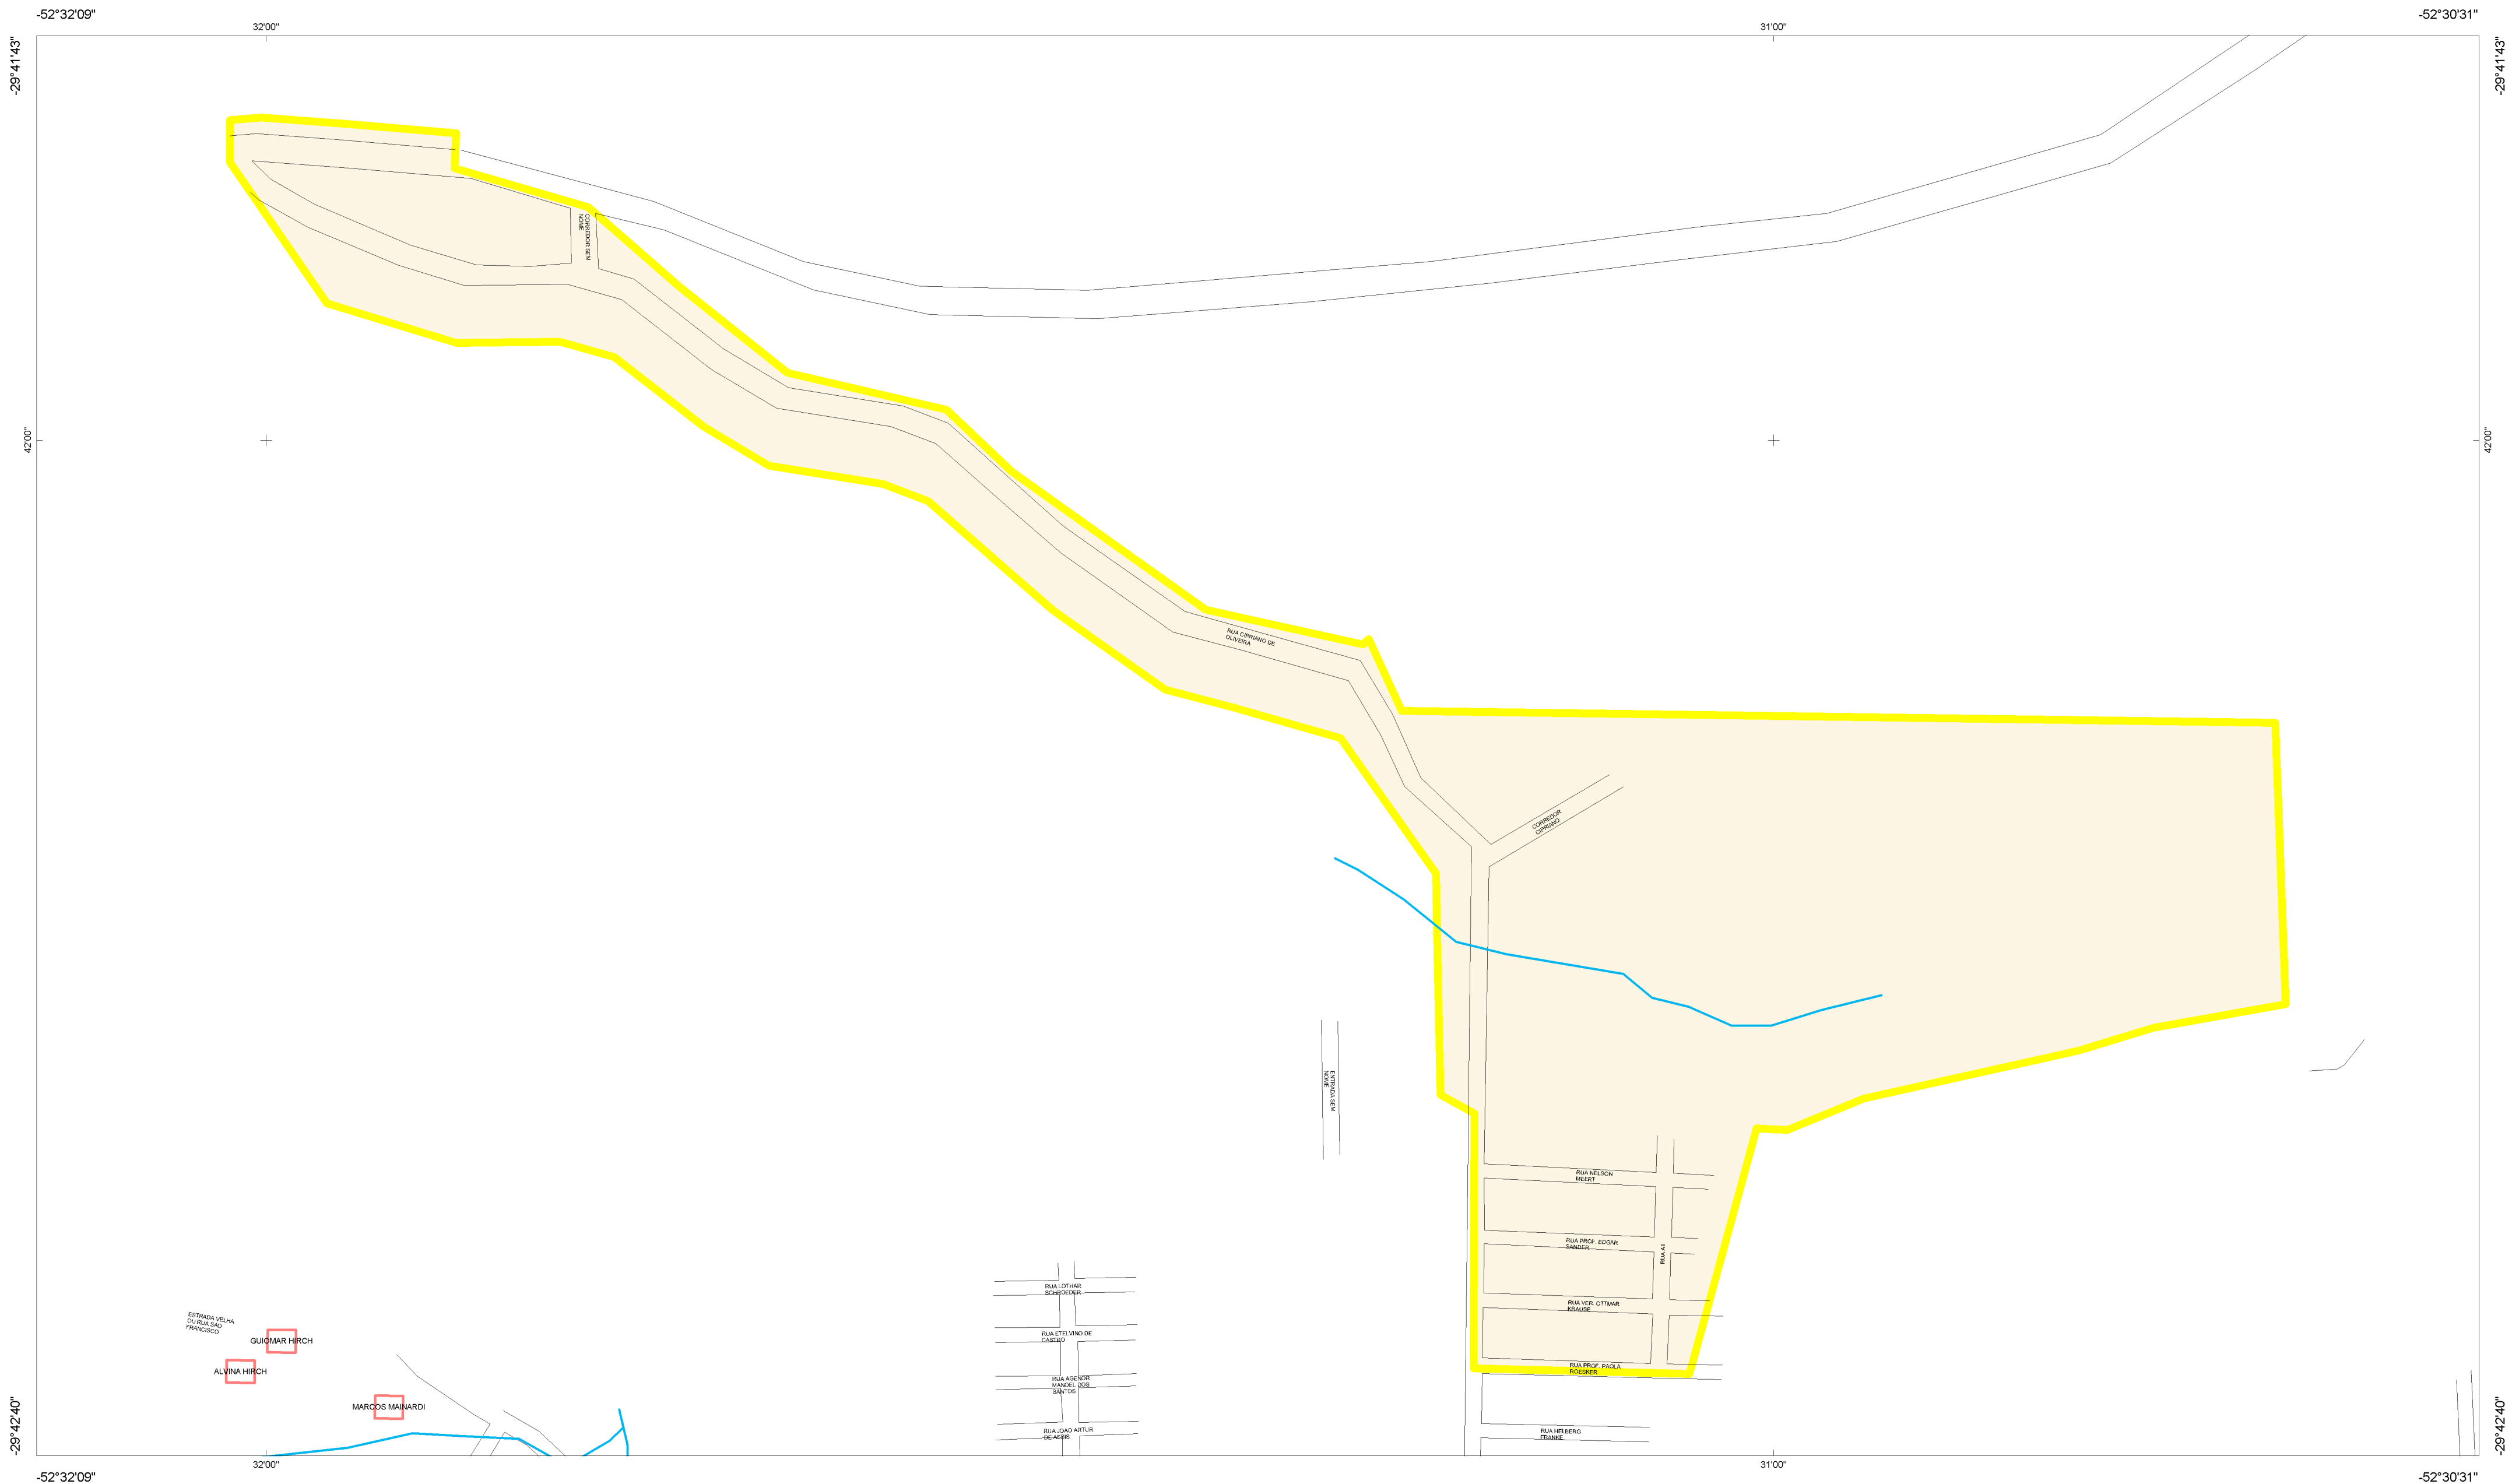 -52°32'09"
-52°30'31"
32'00"
31'00"
-29°41'43"
-29°41'43"
CORREDOR SEM
NOME
42'00"
42'00"
RUA CIPRIANO DE
OLIVEIRA
CORREDOR
CIPRIANO
ENTRADA SEM
NOME
RUA NELSON
MEERT
RUA PROF. EDGAR
SANDER
RUA A I
RUA LOTHAR
SCHROEDER
RUA VER. OTTMAR
KRAUSE
ESTRADA VELHA
OU RUA SAO
FRANCISCO
GUIOMAR HIRCH
RUA ETELVINO DE
CASTRO
ALVINA HIRCH
RUA PROF. PAOLA
ROESKER
RUA AGENOR
MANOEL DOS
SANTOS
MARCOS MAINARDI
RUA JOAO ARTUR
DE ASSIS
RUA HELBERG
FRANKE
-29°42'40"
-29°42'40"
32'00"
31'00"
-52°32'09"
-52°30'31"